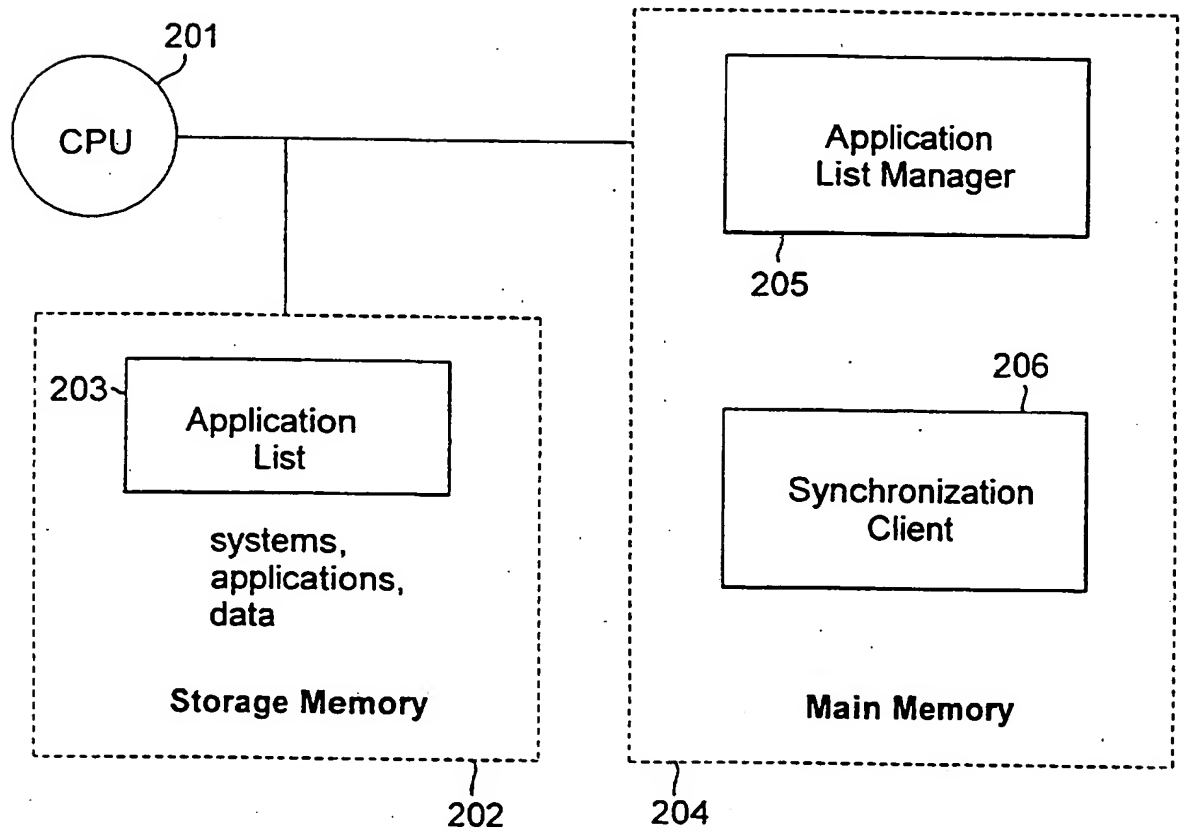 201
CPU
Application
List Manager
205
203
Application
List
systems,
applications,
data
Storage Memory
202
206
Synchronization
Client
Main Memory
204